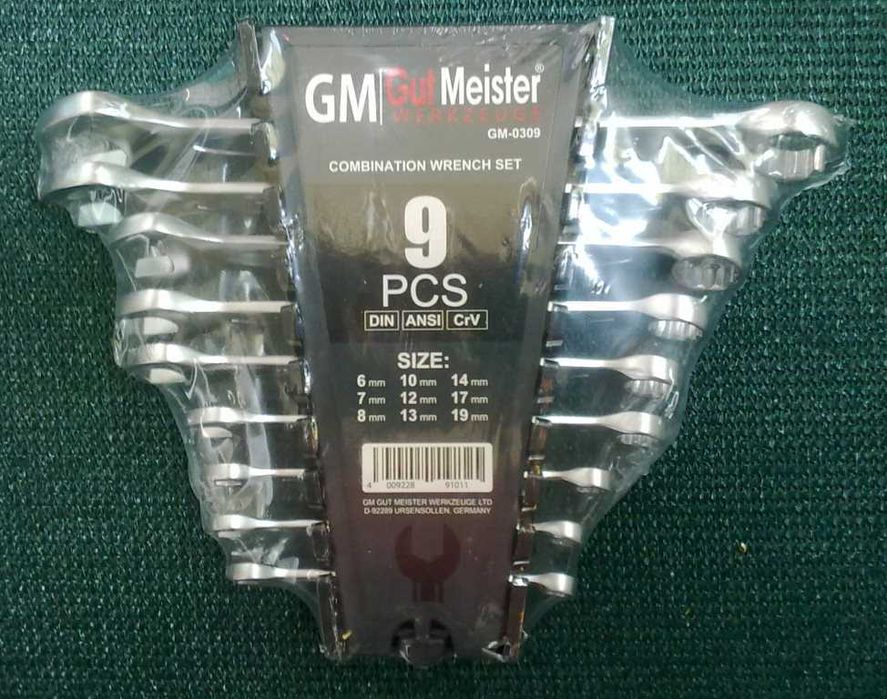 GM Gut Meister®
WERKZEUGE
GM-0309
COMBINATION WRENCH SET
9
PCS
DIN ANSI CrV
SIZE:
6 mm 10 mm 14 mm
7 mm 12 mm 17 mm
8 mm 13 mm 19 mm
4 009228 91011
GM GUT MEISTER WERKZEUGE LTD
D-92289 URSENSOLLEN, GERMANY